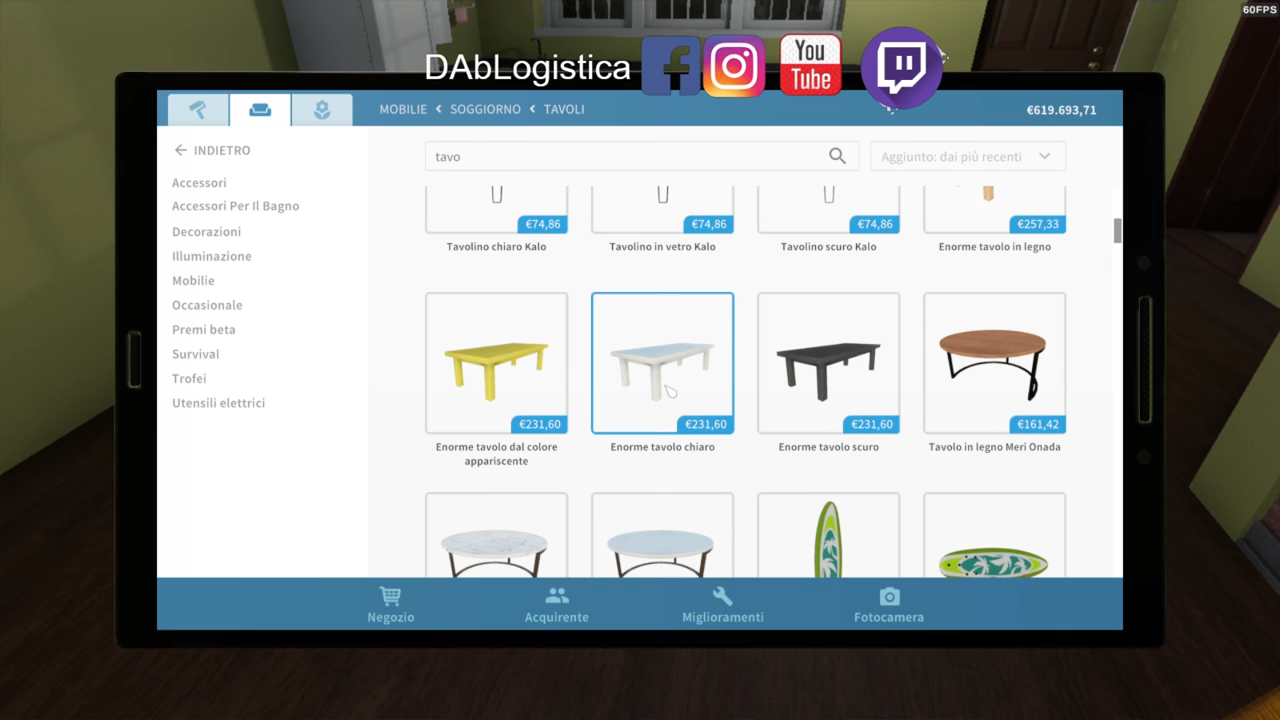 60FPS
DAbLogistica
You
Tube
MOBILIE < SOGGIORNO < TAVOLI
€619.693,71
INDIETRO
Accessori
Accessori Per Il Bagno
Decorazioni
Illuminazione
Mobilie
Occasionale
Premi beta
Survival
Trofei
Utensili elettrici
tavo
Aggiunto: dai più recenti
€74,86
€74,86
€74,86
€257,33
Tavolino chiaro Kalo
Tavolino in vetro Kalo
Tavolino scuro Kalo
Enorme tavolo in legno
€231,60
€231,60
€231,60
€161,42
Enorme tavolo dal colore
appariscente
Enorme tavolo chiaro
Enorme tavolo scuro
Tavolo in legno Meri Onada
Negozio
Acquirente
Miglioramenti
Fotocamera